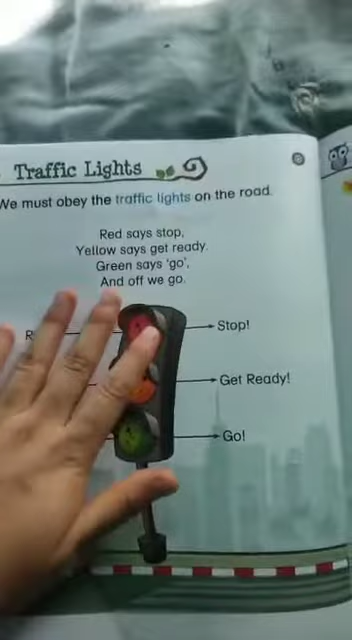 Traffic Lights
We must obey the traffic lights on the road.
Red says stop,
Yellow says get ready.
Green says 'go',
And off we go.
Stop!
Get Ready!
Go!